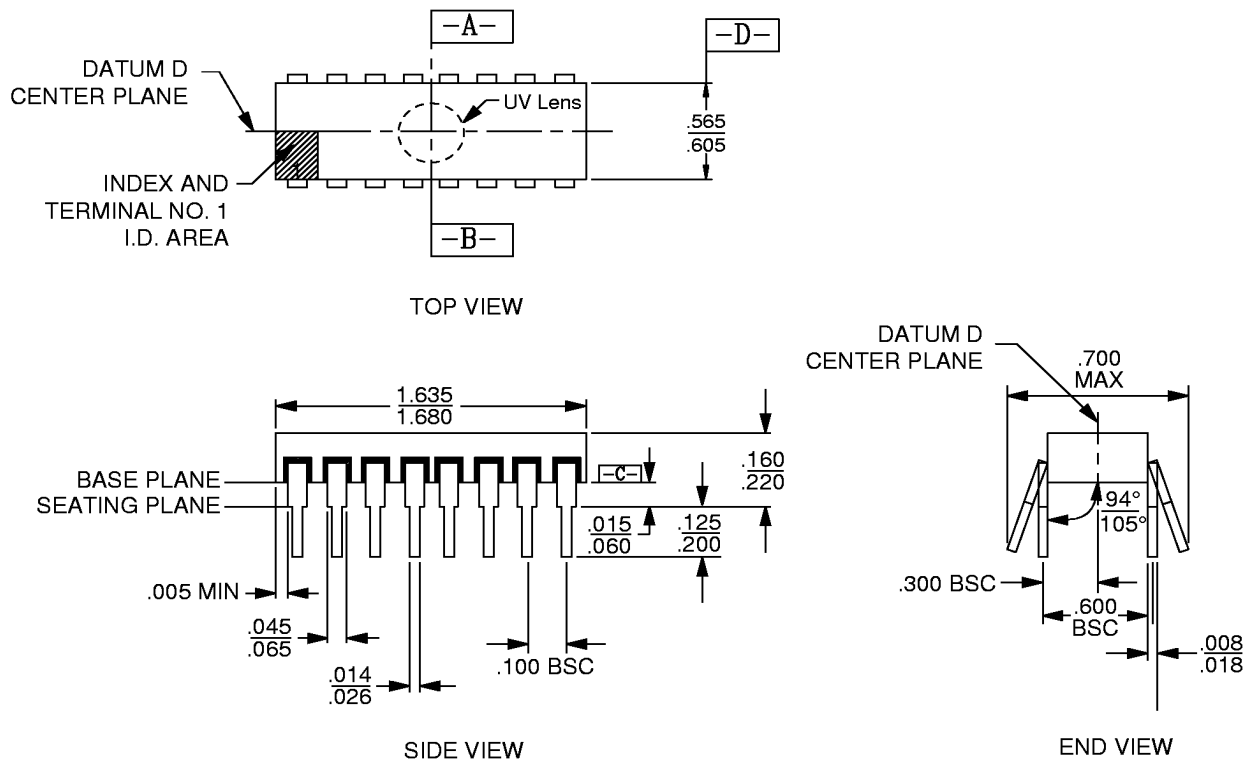 -A-
-D-
DATUM D
CENTER PLANE
UV Lens
.565
.605
1
INDEX AND
TERMINAL NO. 1
I.D. AREA
-B-
TOP VIEW
DATUM D
CENTER PLANE
.700
MAX
1.635
1.680
BASE PLANE
SEATING PLANE
-C-
.160
.220
.015
.060
.125
.200
94°
105°
.005 MIN
.045
.065
.014
.026
.100 BSC
.300 BSC
.600
BSC
.008
.018
SIDE VIEW
END VIEW